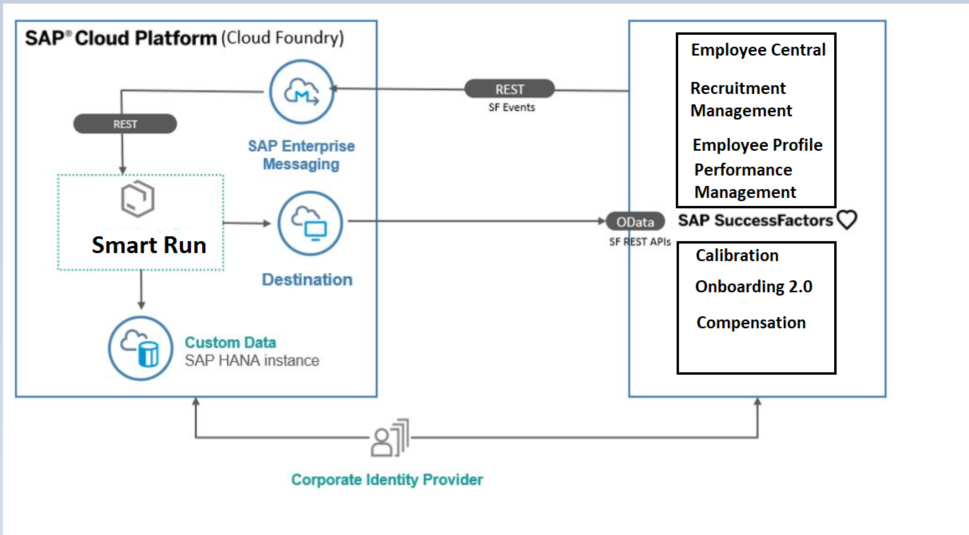 SAP® Cloud Platform (Cloud Foundry)
REST
SAP Enterprise
Messaging
Smart Run
Destination
Custom Data
SAP HANA instance
REST
SF Events
OData
SF REST APIs
Employee Central
Recruitment
Management
Employee Profile
Performance
Management
SAP SuccessFactors
Calibration
Onboarding 2.0
Compensation
Corporate Identity Provider